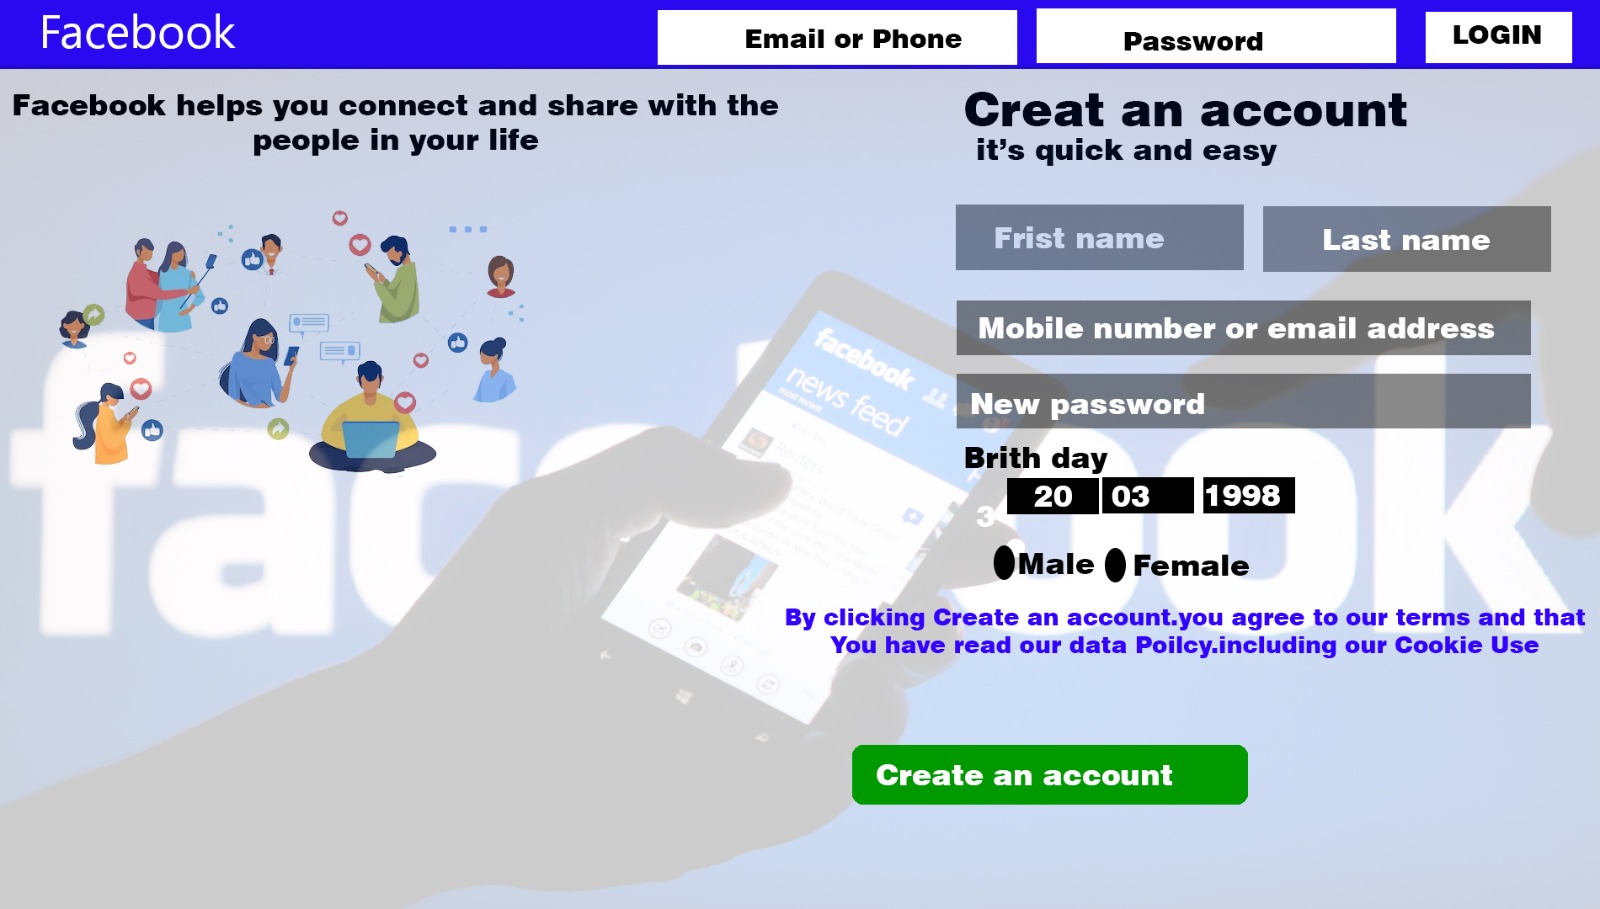 Facebook
Email or Phone
Password
LOGIN
Facebook helps you connect and share with the
people in your life
Creat an account
it's quick and easy
Frist name
Last name
Mobile number or email address
New password
Brith day
3
20
03
1998
Male
Female
By clicking Create an account.you agree to our terms and that
You have read our data Poilcy.including our Cookie Use
Create an account
facebook
facebook
news feed
most recent
Reuters